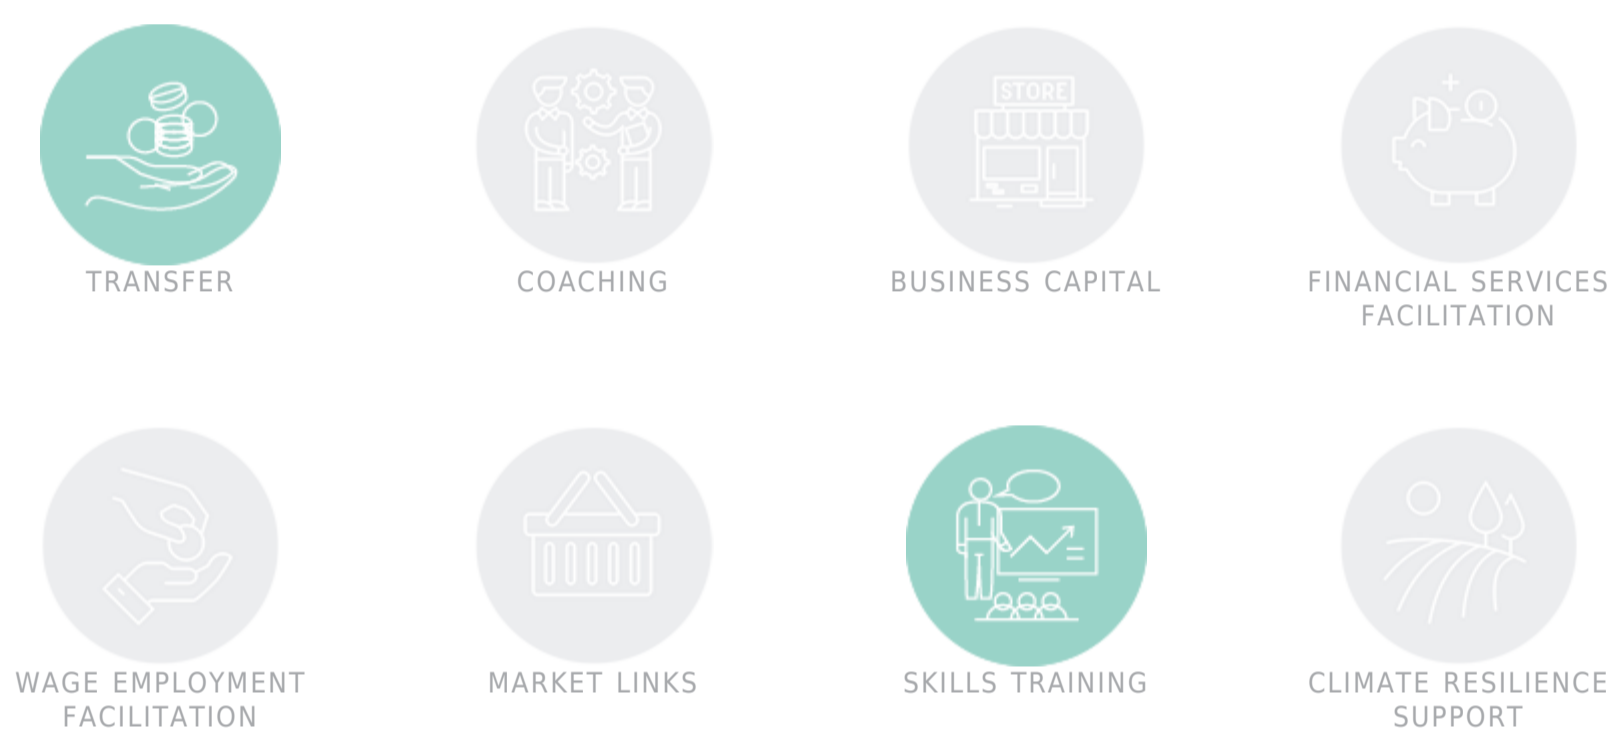 STORE
TRANSFER
COACHING
BUSINESS CAPITAL
FINANCIAL SERVICES
FACILITATION
WAGE EMPLOYMENT
FACILITATION
MARKET LINKS
SKILLS TRAINING
CLIMATE RESILIENCE
SUPPORT